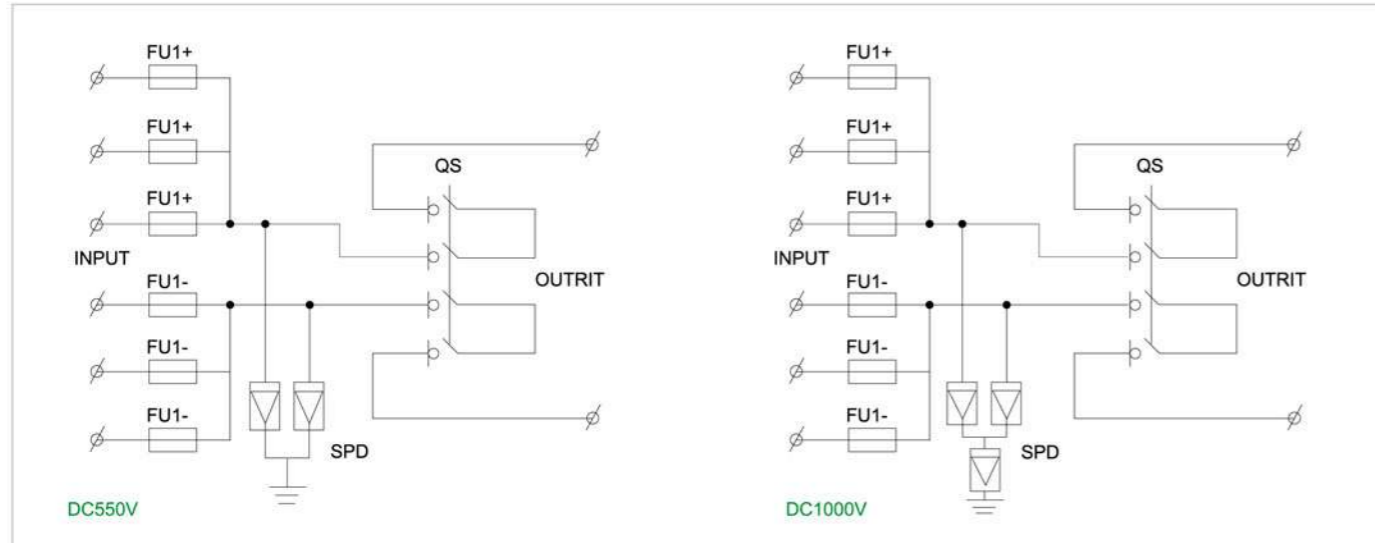 FU1+
FU1+
FU1+
QS
INPUT
FU1-
OUTRIT
FU1-
FU1-
SPD
DC550V
FU1+
FU1+
FU1+
QS
INPUT
FU1-
OUTRIT
FU1-
FU1-
SPD
DC1000V